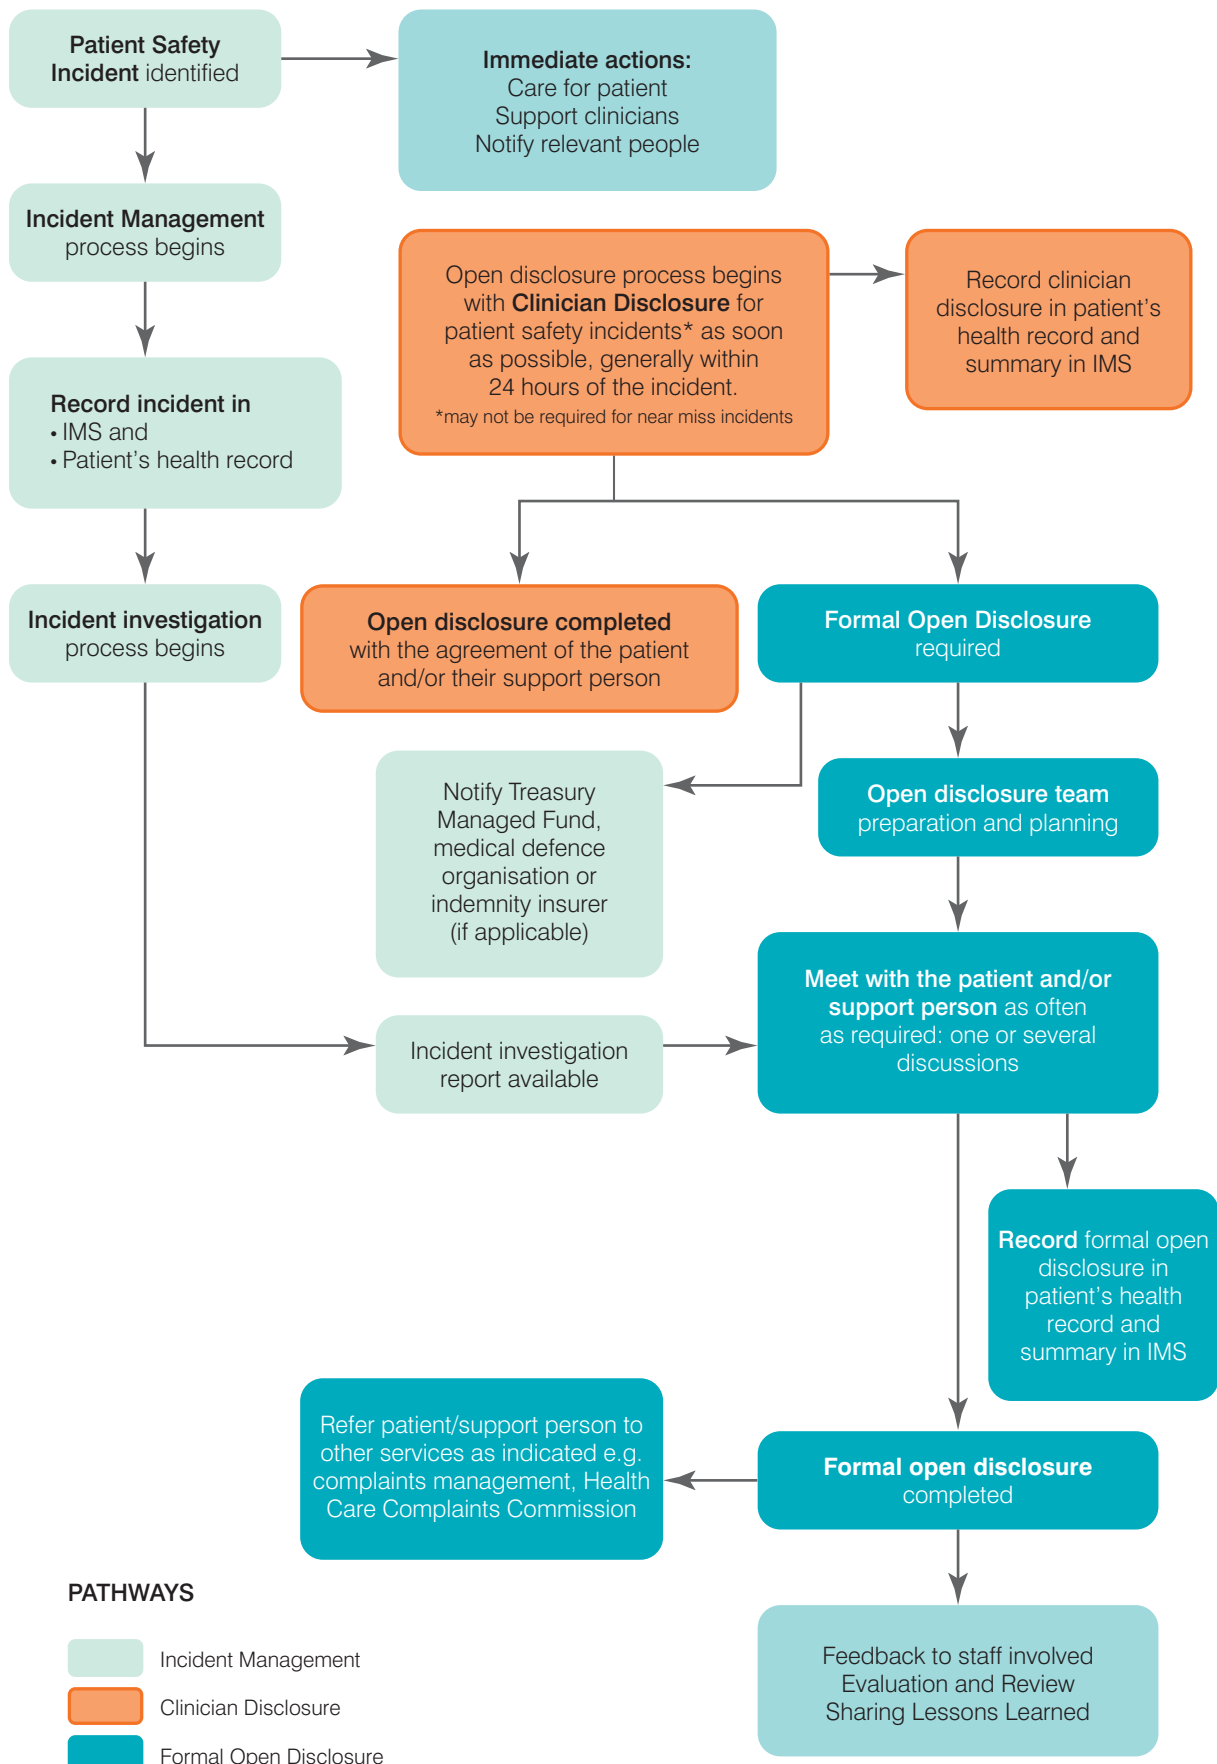 Patient Safety
Incident identified
Immediate actions:
Care for patient
Support clinicians
Notify relevant people
Incident Management
process begins
Open disclosure process begins
with Clinician Disclosure for
patient safety incidents* as soon
as possible, generally within
24 hours of the incident.
*may not be required for near miss incidents
Record clinician
disclosure in patient's
health record and
summary in IMS
Record incident in
• IMS and
• Patient's health record
Incident investigation
process begins
Open disclosure completed
with the agreement of the patient
and/or their support person
Formal Open Disclosure
required
Notify Treasury
Managed Fund,
medical defence
organisation or
indemnity insurer
(if applicable)
Open disclosure team
preparation and planning
Meet with the patient and/or
support person as often
as required: one or several
discussions
Incident investigation
report available
Record formal open
disclosure in
patient's health
record and
summary in IMS
Refer patient/support person to
other services as indicated e.g.
complaints management, Health
Care Complaints Commission
Formal open disclosure
completed
Feedback to staff involved
Evaluation and Review
Sharing Lessons Learned
PATHWAYS
Incident Management
Clinician Disclosure
Formal Open Disclosure